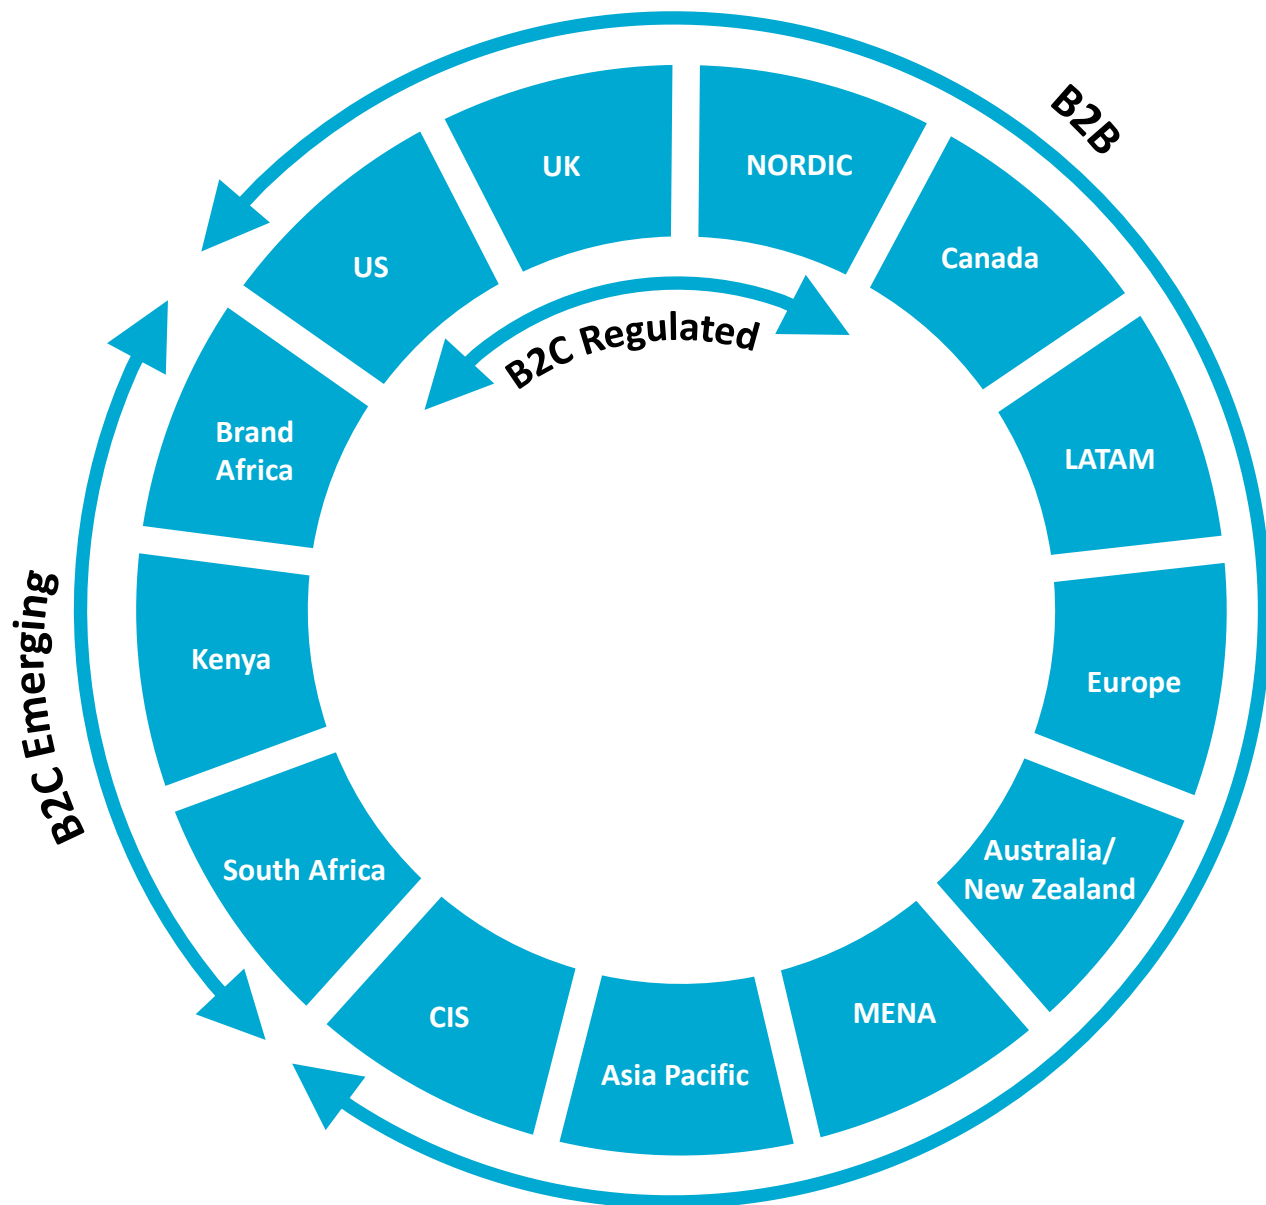 B2B
UK
NORDIC
US
Canada
B2C Regulated
Brand
Africa
LATAM
Kenya
Europe
B2C Emerging
South Africa
Australia/
New Zealand
CIS
MENA
Asia Pacific